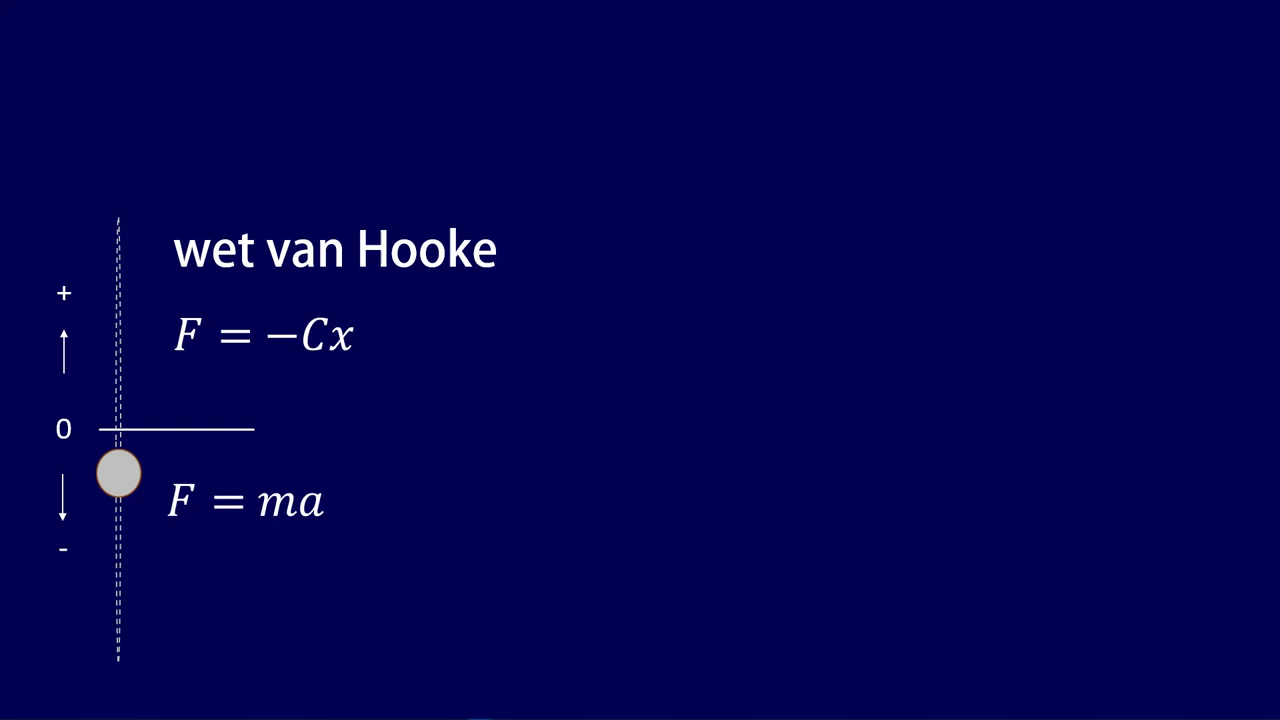 wet van Hooke
+
F = −Cx
0
F = ma
-